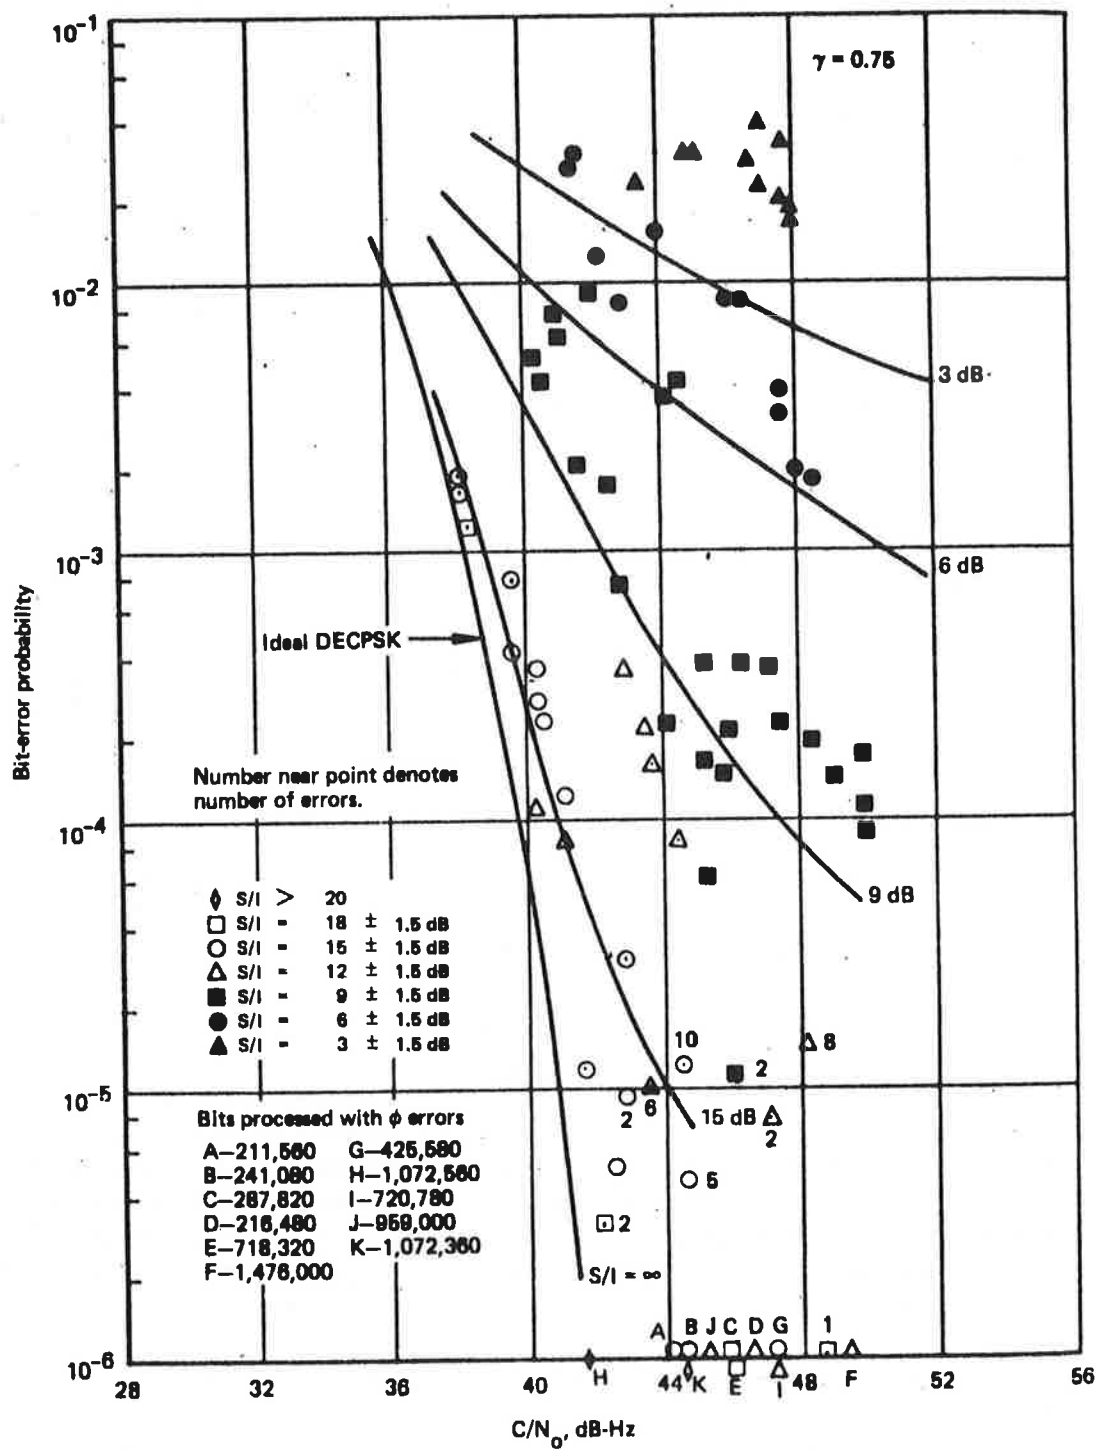 10⁻¹
γ = 0.75
10⁻²
3 dB
6 dB
10⁻³
Ideal DECPSK
Bit-error probability
Number near point denotes
number of errors.
10⁻⁴
9 dB
S/I > 20
S/I = 18 ± 1.5 dB
S/I = 15 ± 1.5 dB
S/I = 12 ± 1.5 dB
S/I = 9 ± 1.5 dB
S/I = 6 ± 1.5 dB
S/I = 3 ± 1.5 dB
10
2
8
10⁻⁵
2
6
15 dB
2
Bits processed with ϕ errors
A–211,560 G–425,580
B–241,080 H–1,072,560
C–287,820 I–720,780
D–216,480 J–959,000
E–718,320 K–1,072,360
F–1,476,000
5
2
S/I = ∞
A B J C D G 1
10⁻⁶
H K E I F
28 32 36 40 44 48 52 56
C/N₀, dB-Hz